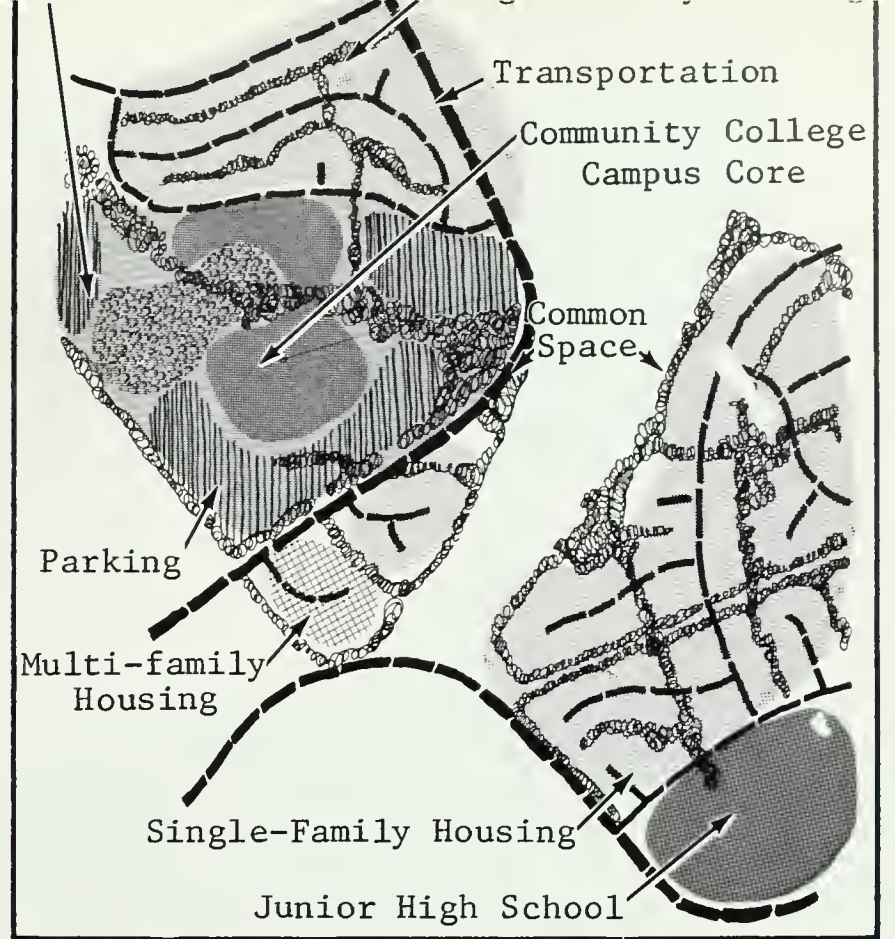 Transportation
Community College
Campus Core
Common
Space
Parking
Multi-family
Housing
Single-Family Housing
Junior High School